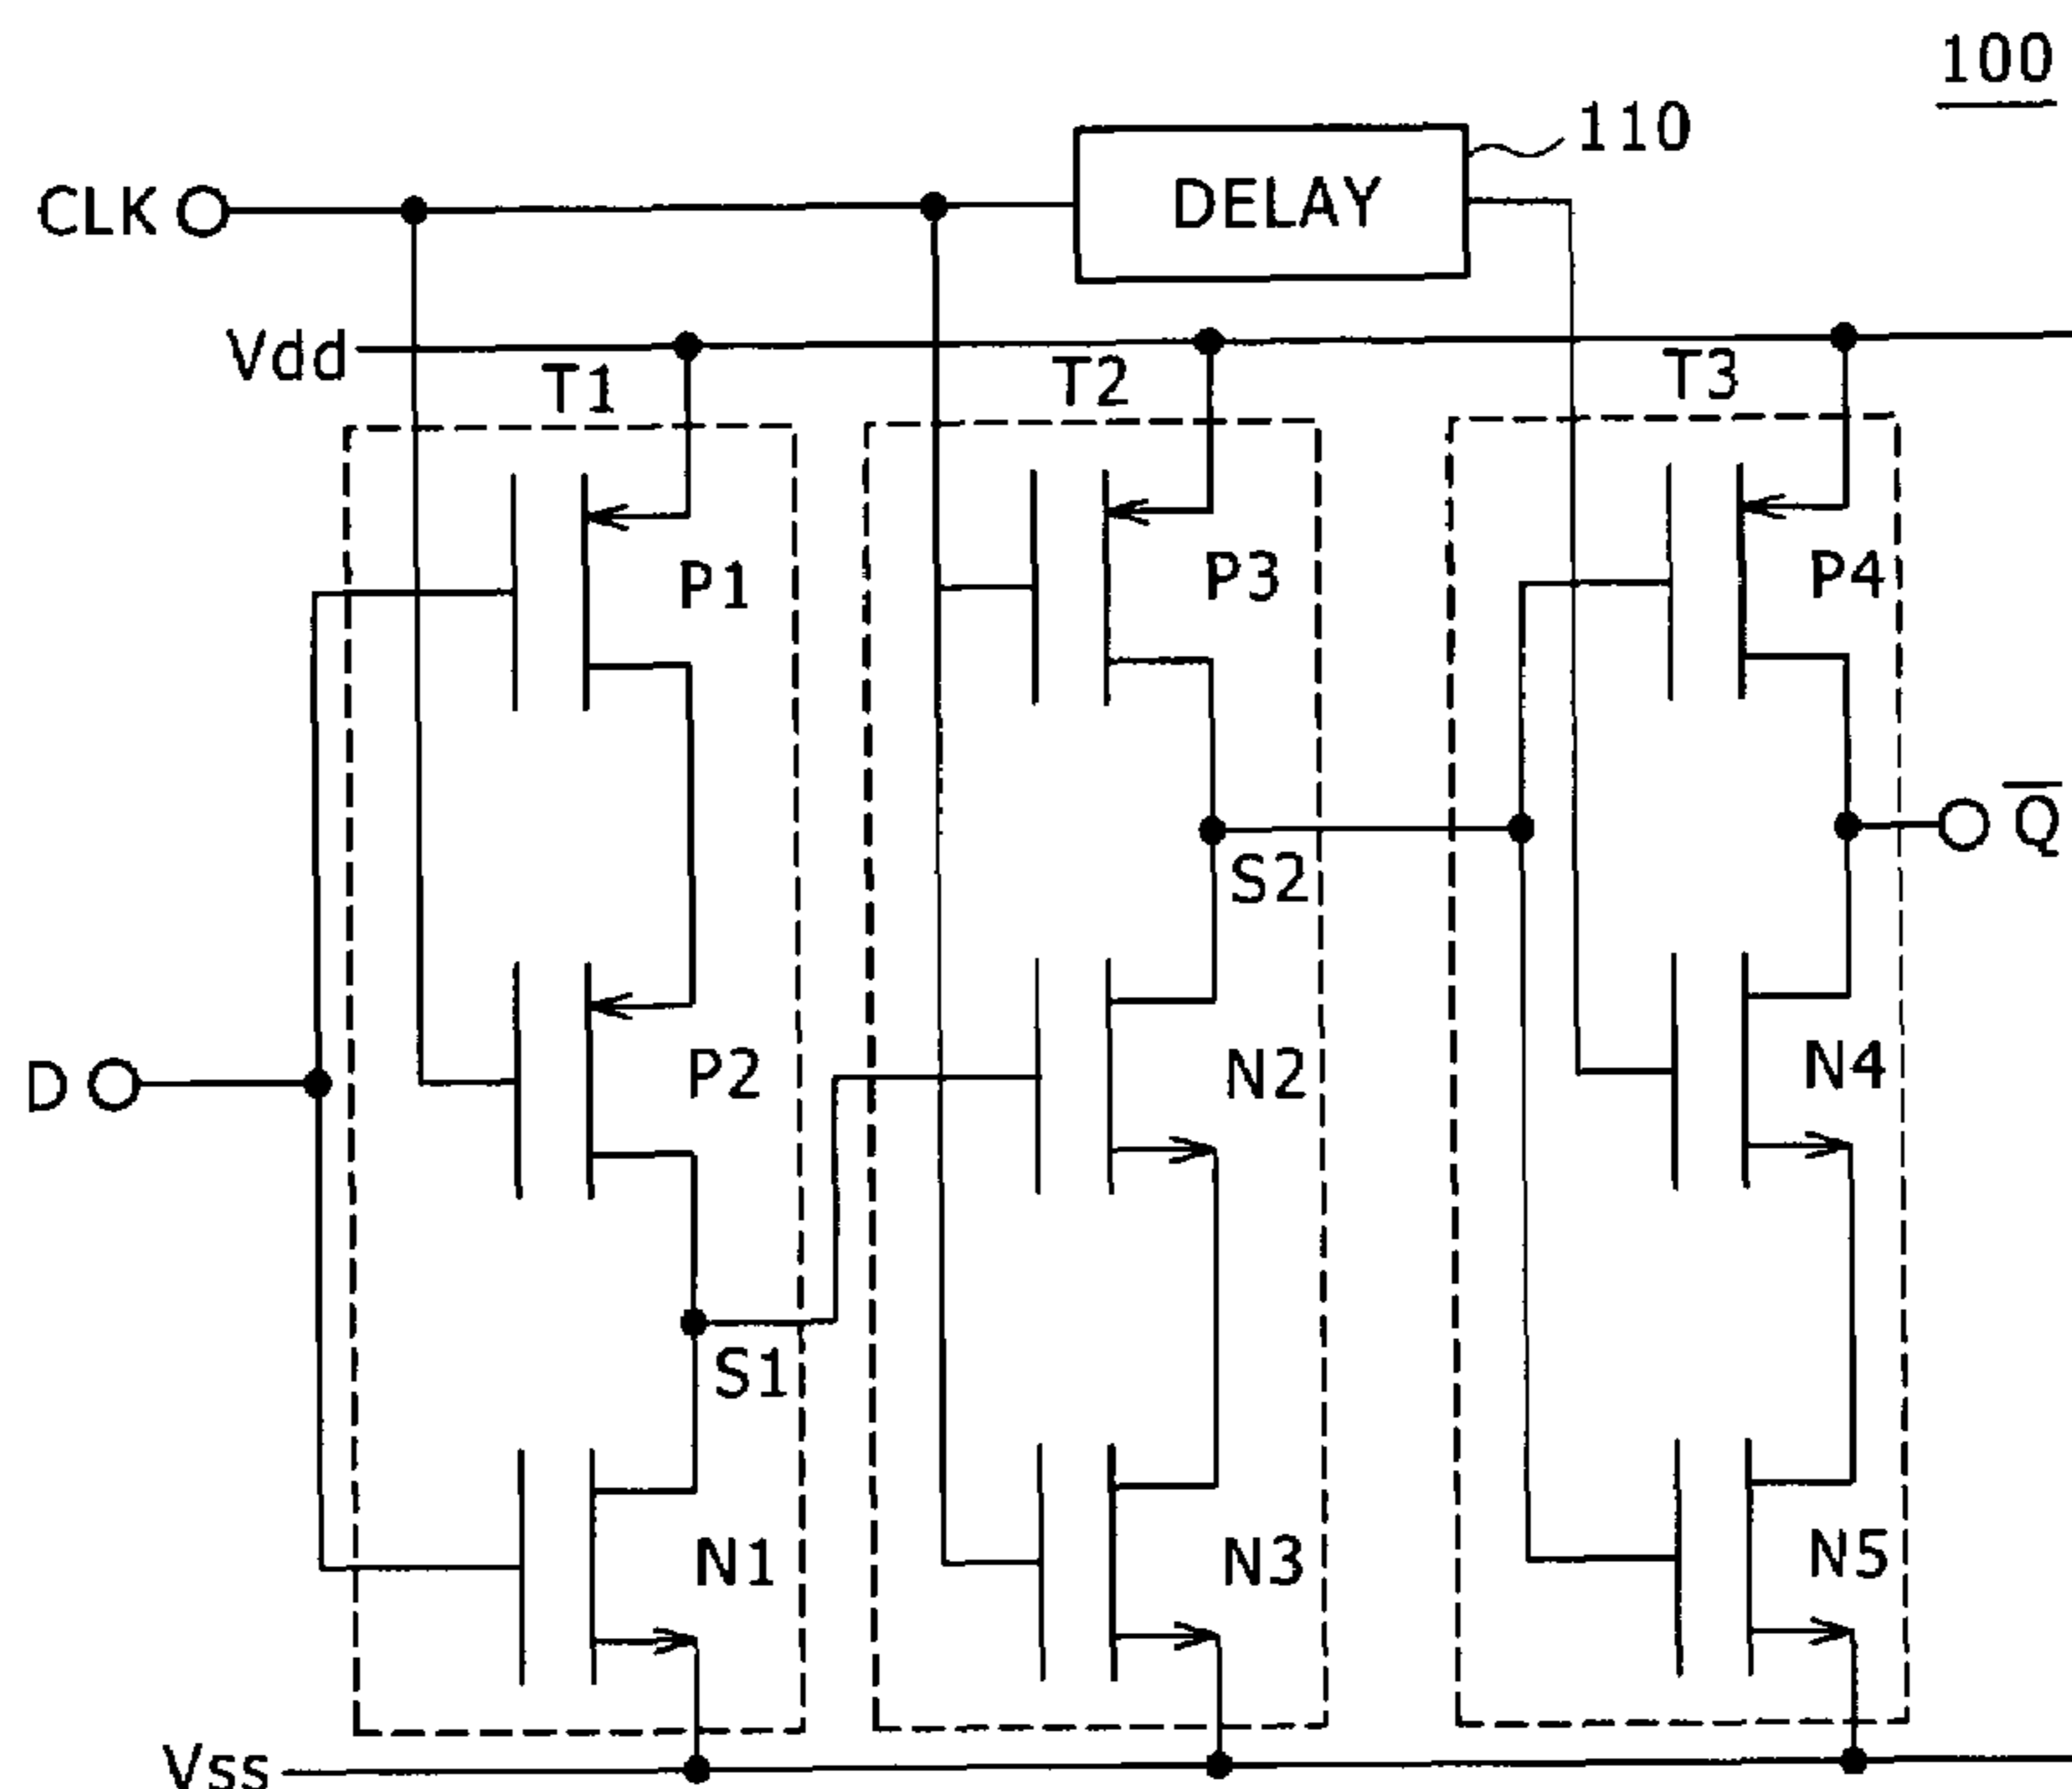 100
110
CLK
DELAY
Vdd
T1
T2
T3
P1
P3
P4
Q̅
S2
D
P2
N2
N4
S1
N1
N3
N5
Vss